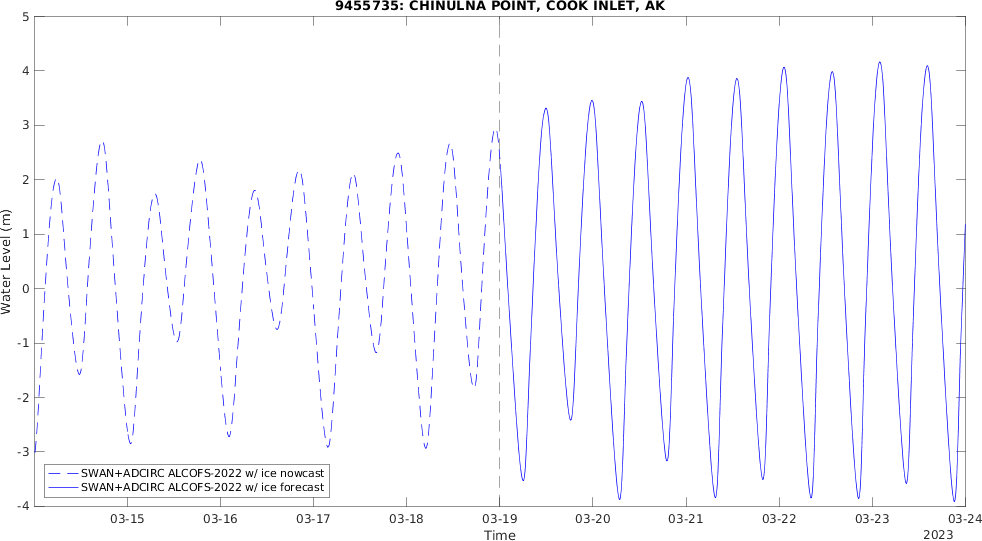 9455735: CHINULNA POINT, COOK INLET, AK
5
4
3
2
1
0
-1
-2
-3
-4
Water Level (m)
SWAN+ADCIRC ALCOFS-2022 w/ ice nowcast
SWAN+ADCIRC ALCOFS-2022 w/ ice forecast
03-15 03-16 03-17 03-18 03-19 03-20 03-21 03-22 03-23 03-24
Time
2023